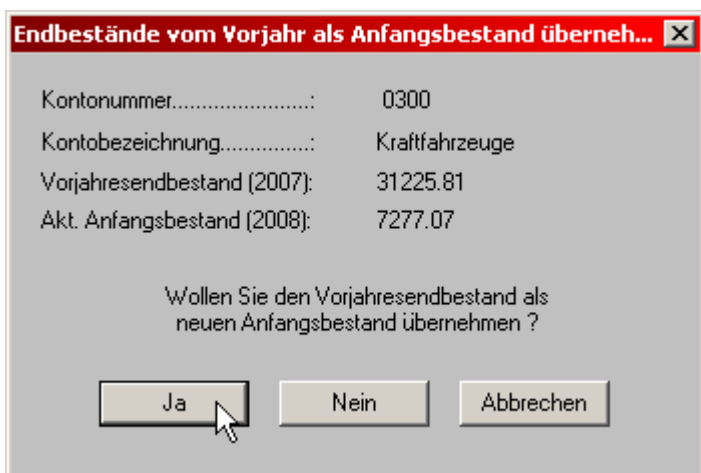 Endbestände vom Vorjahr als Anfangsbestand überneh...
Kontonummer.......................: 0300
Kontobezeichnung...............: Kraftfahrzeuge
Vorjahresendbestand (2007): 31225.81
Akt. Anfangsbestand (2008): 7277.07
Wollen Sie den Vorjahresendbestand als
neuen Anfangsbestand übernehmen ?
Ja Nein Abbrechen